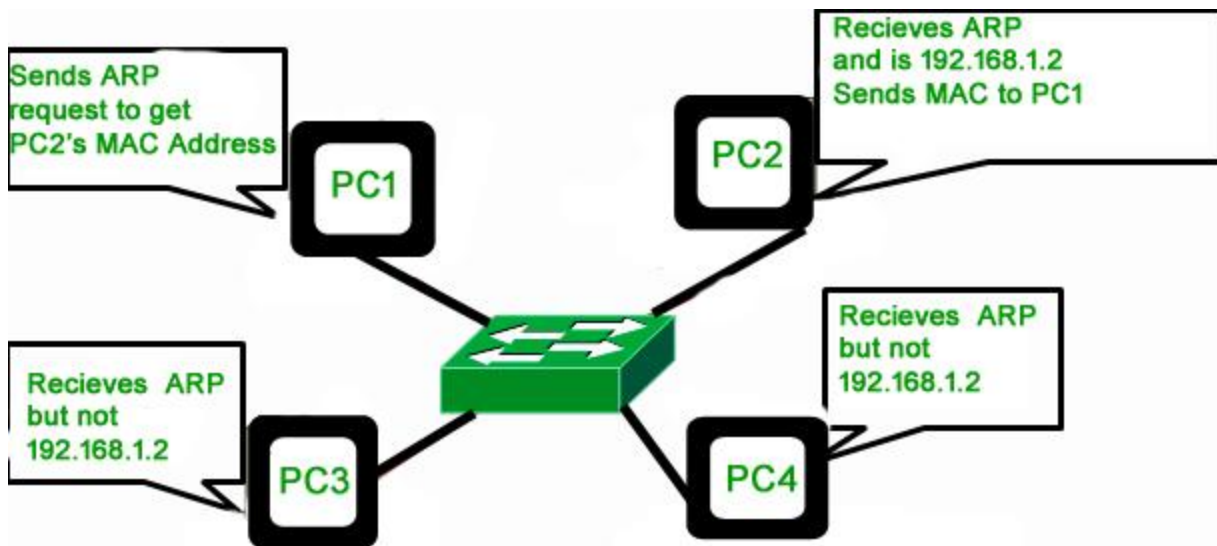 Sends ARP
request to get
PC2's MAC Address
PC1
Recieves ARP
and is 192.168.1.2
Sends MAC to PC1
PC2
Recieves ARP
but not
192.168.1.2
PC3
Recieves ARP
but not
192.168.1.2
PC4